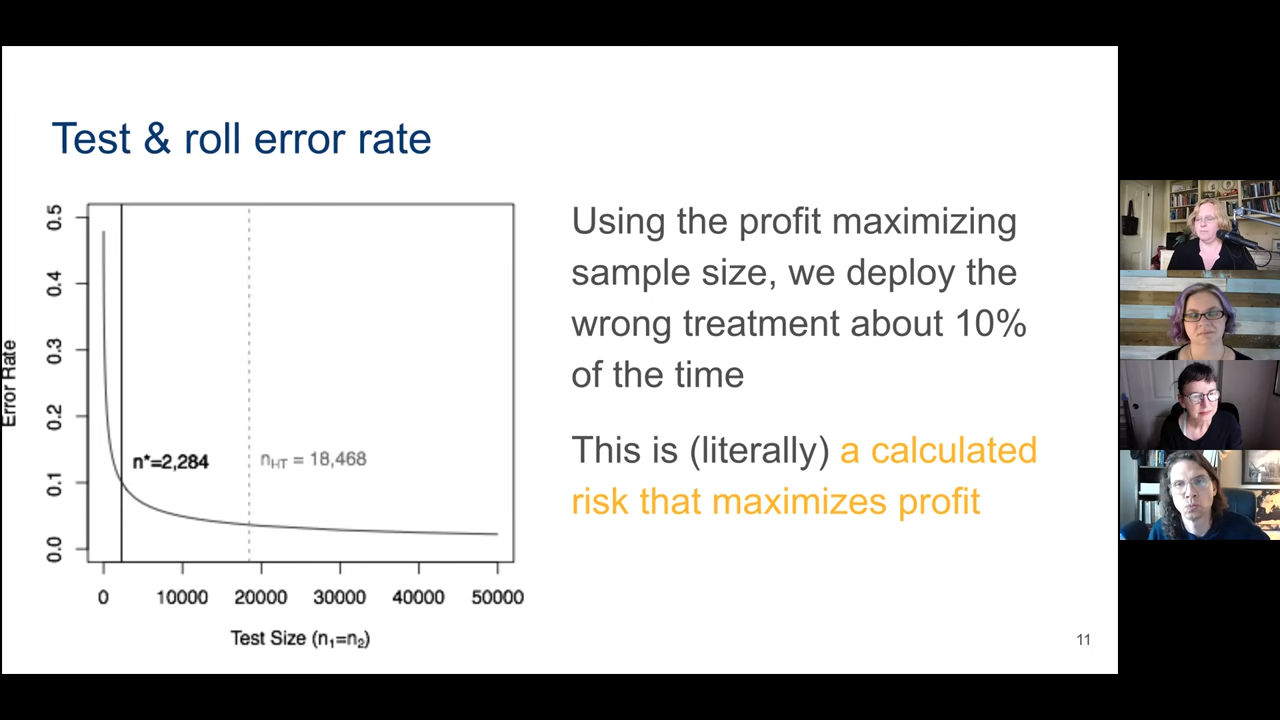 Test & roll error rate
0.5
0.4
0.3
0.2
0.1
0.0
Error Rate
n*=2,284
nHT = 18,468
0 10000 20000 30000 40000 50000
Test Size (n1=n2)
Using the profit maximizing
sample size, we deploy the
wrong treatment about 10%
of the time
This is (literally) a calculated
risk that maximizes profit
11